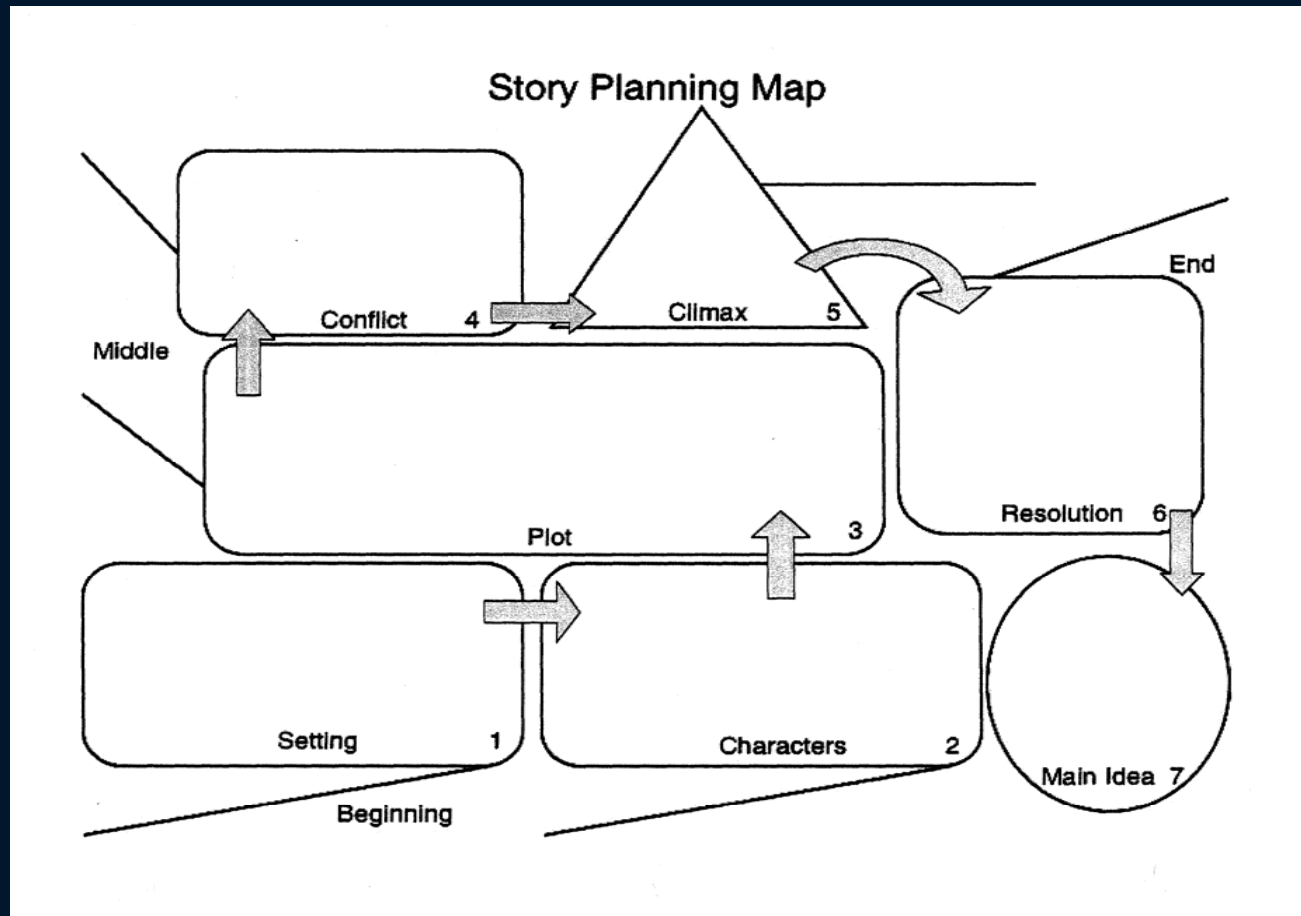 Story Planning Map
End
Climax 5
Conflict 4
Middle
Resolution 6
Plot 3
Setting 1
Characters 2
Main Idea 7
Beginning